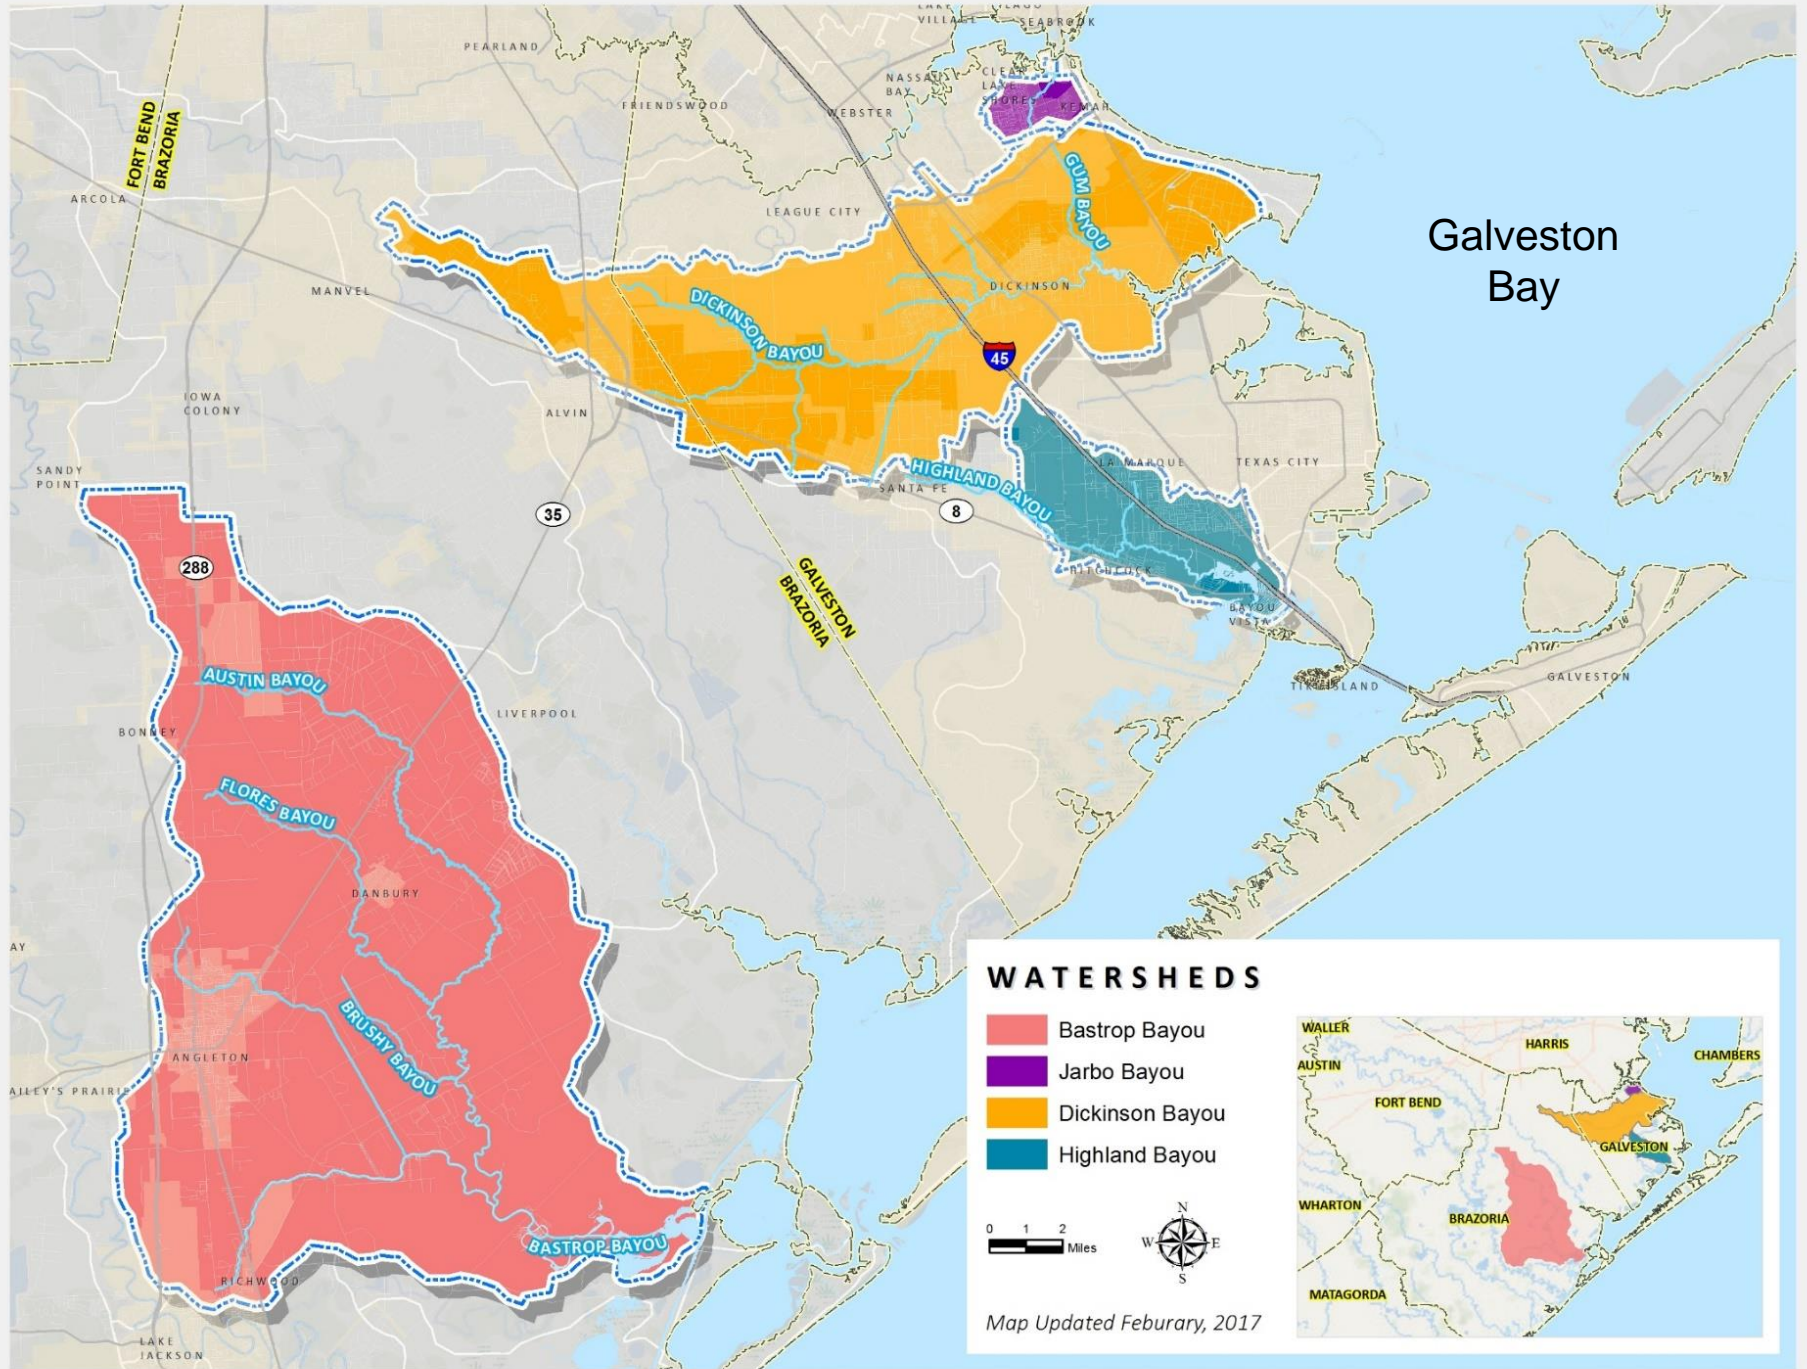 VILLAGE
SEABROOK
PEARLAND
NASSAU
BAY
CLEAR
LAKE
SHORES
KEMAH
FRIENDSWOOD
WEBSTER
FORT BEND
BRAZORIA
ARCOLA
LEAGUE CITY
GUM BAYOU
Galveston
Bay
MANVEL
DICKINSON
DICKINSON BAYOU
45
IOWA
COLONY
ALVIN
SANDY
POINT
LA MARQUE
TEXAS CITY
HIGHLAND BAYOU
SANTA FE
35
8
288
HITCHCOCK
GALVESTON
BRAZORIA
BAYOU
VISTA
AUSTIN BAYOU
TIKI ISLAND
GALVESTON
LIVERPOOL
BONNEY
FLORES BAYOU
DANBURY
AY
BRUSHY BAYOU
ANGLETON
AILEY'S PRAIRIE
BASTROP BAYOU
RICHWOOD
LAKE
JACKSON
WATERSHEDS
Bastrop Bayou
Jarbo Bayou
Dickinson Bayou
Highland Bayou
0 1 2
Miles
N
W E
S
Map Updated Feburary, 2017
WALLER
HARRIS
AUSTIN
CHAMBERS
FORT BEND
GALVESTON
WHARTON
BRAZORIA
MATAGORDA